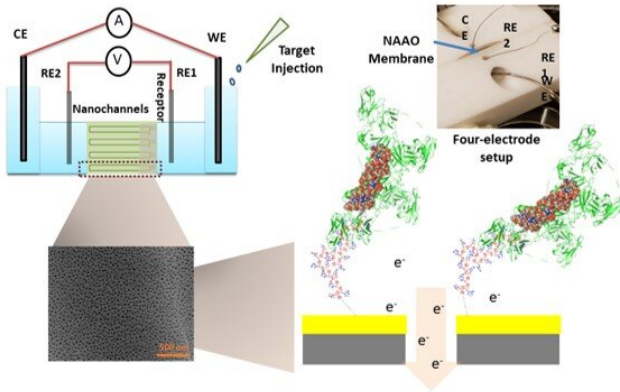 CE
A
WE
V
RE2
RE1
Target
Injection
Nanochannels
Receptor
500 nm
NAAO
Membrane
C
E
RE
2
RE
1
W
E
Four-electrode
setup
e-
e-
e-
e-
e-
e-
e-